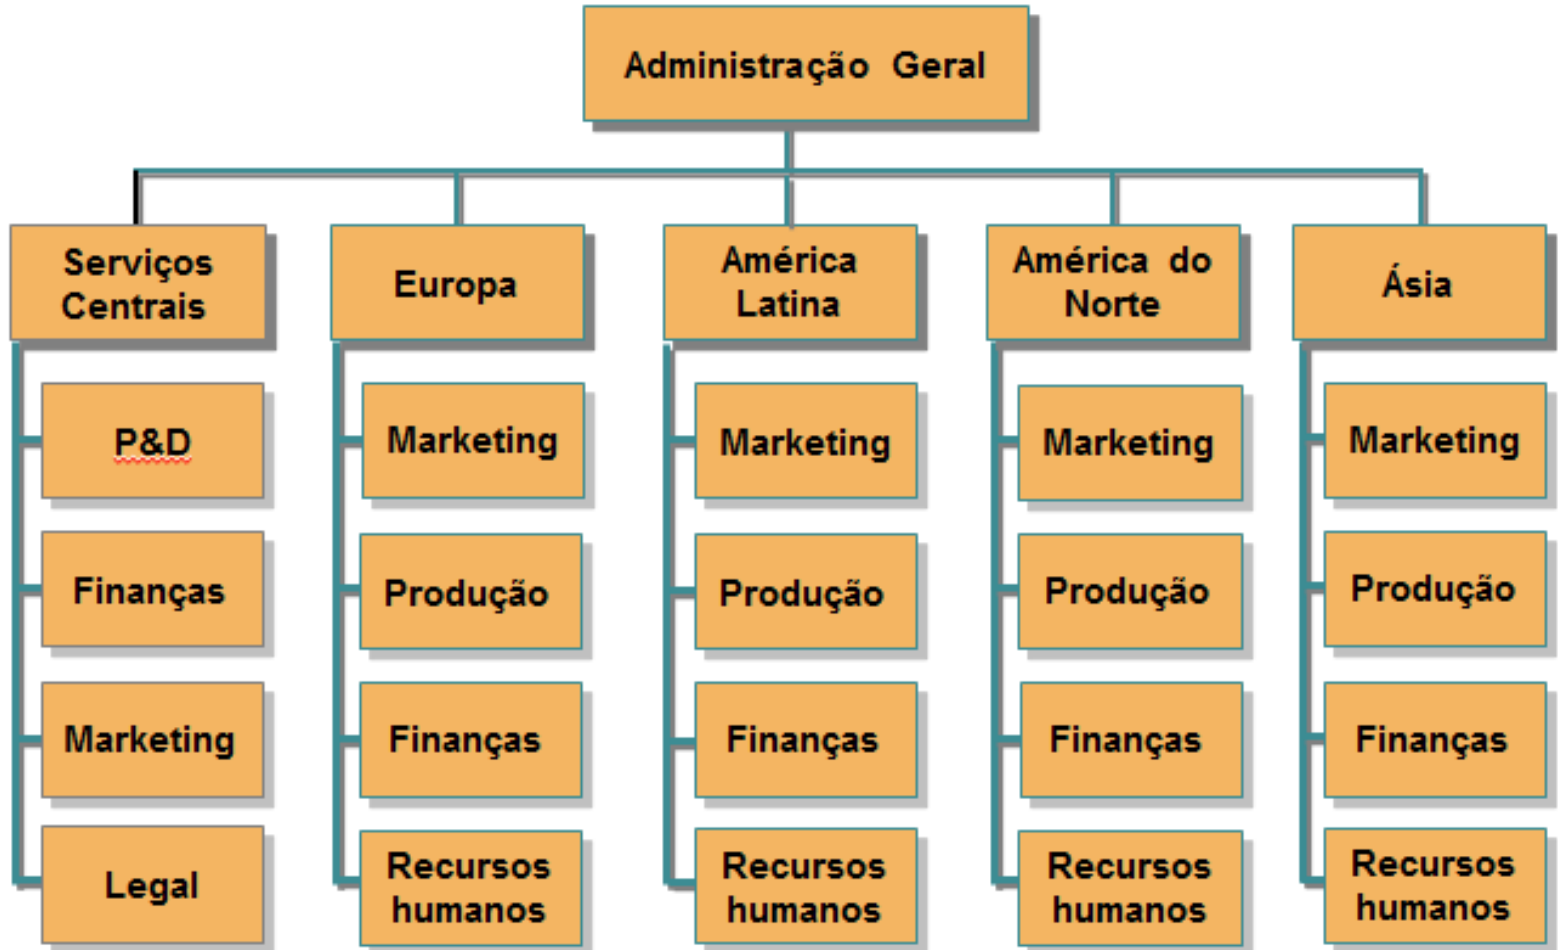 Administração Geral
Serviços
Centrais
Europa
América
Latina
América do
Norte
Ásia
P&D
Finanças
Marketing
Legal
Marketing
Produção
Finanças
Recursos
humanos
Marketing
Produção
Finanças
Recursos
humanos
Marketing
Produção
Finanças
Recursos
humanos
Marketing
Produção
Finanças
Recursos
humanos